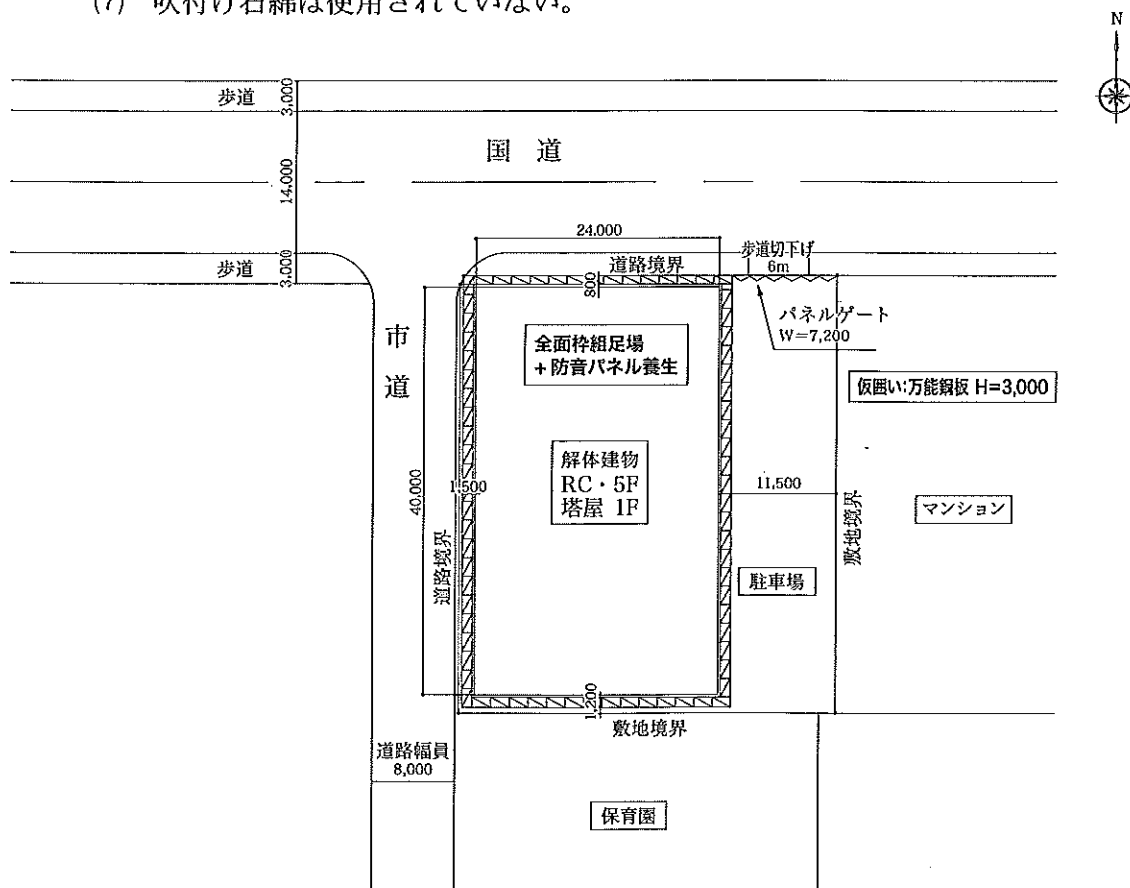 (7) 吹付け石綿は使用されていない。
N
歩道
3.000
国道
14.000
24.000
歩道切下げ
6m
歩道
3.000
道路境界
800
パネルゲート
W=7,200
市道
全面枠組足場
+防音パネル養生
仮囲い:万能鋼板 H=3,000
解体建物
RC・5F
塔屋 1F
40.000
1,500
11,500
マンション
道路境界
敷地境界
駐車場
1,200
敷地境界
道路幅員
8,000
保育園